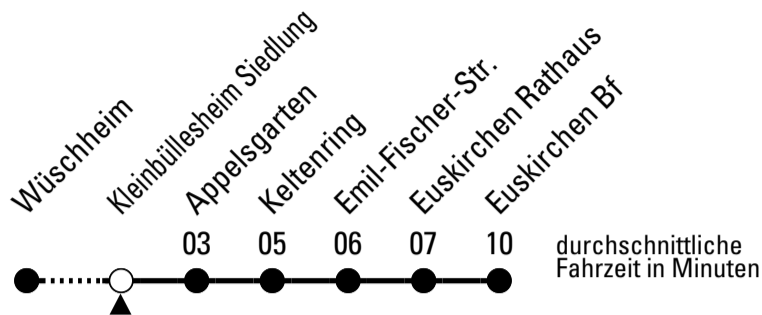 Wüschheim
Kleinbüllesheim Siedlung
Appelsgarten
Keltenring
Emil-Fischer-Str.
Euskirchen Rathaus
Euskirchen Bf
03 05 06 07 10
durchschnittliche
Fahrzeit in Minuten